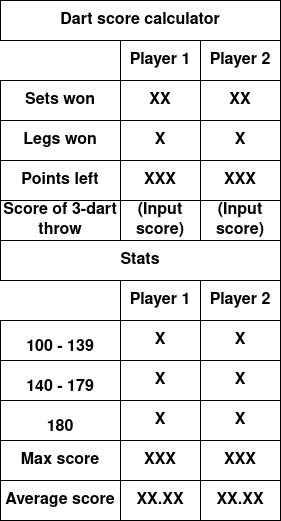 Dart score calculator
Player 1 Player 2
Sets won XX XX
Legs won X X
Points left XXX XXX
Score of 3-dart (Input (Input
throw score) score)
Stats
Player 1 Player 2
100 - 139 X X
140 - 179 X X
180 X X
Max score XXX XXX
Average score XX.XX XX.XX